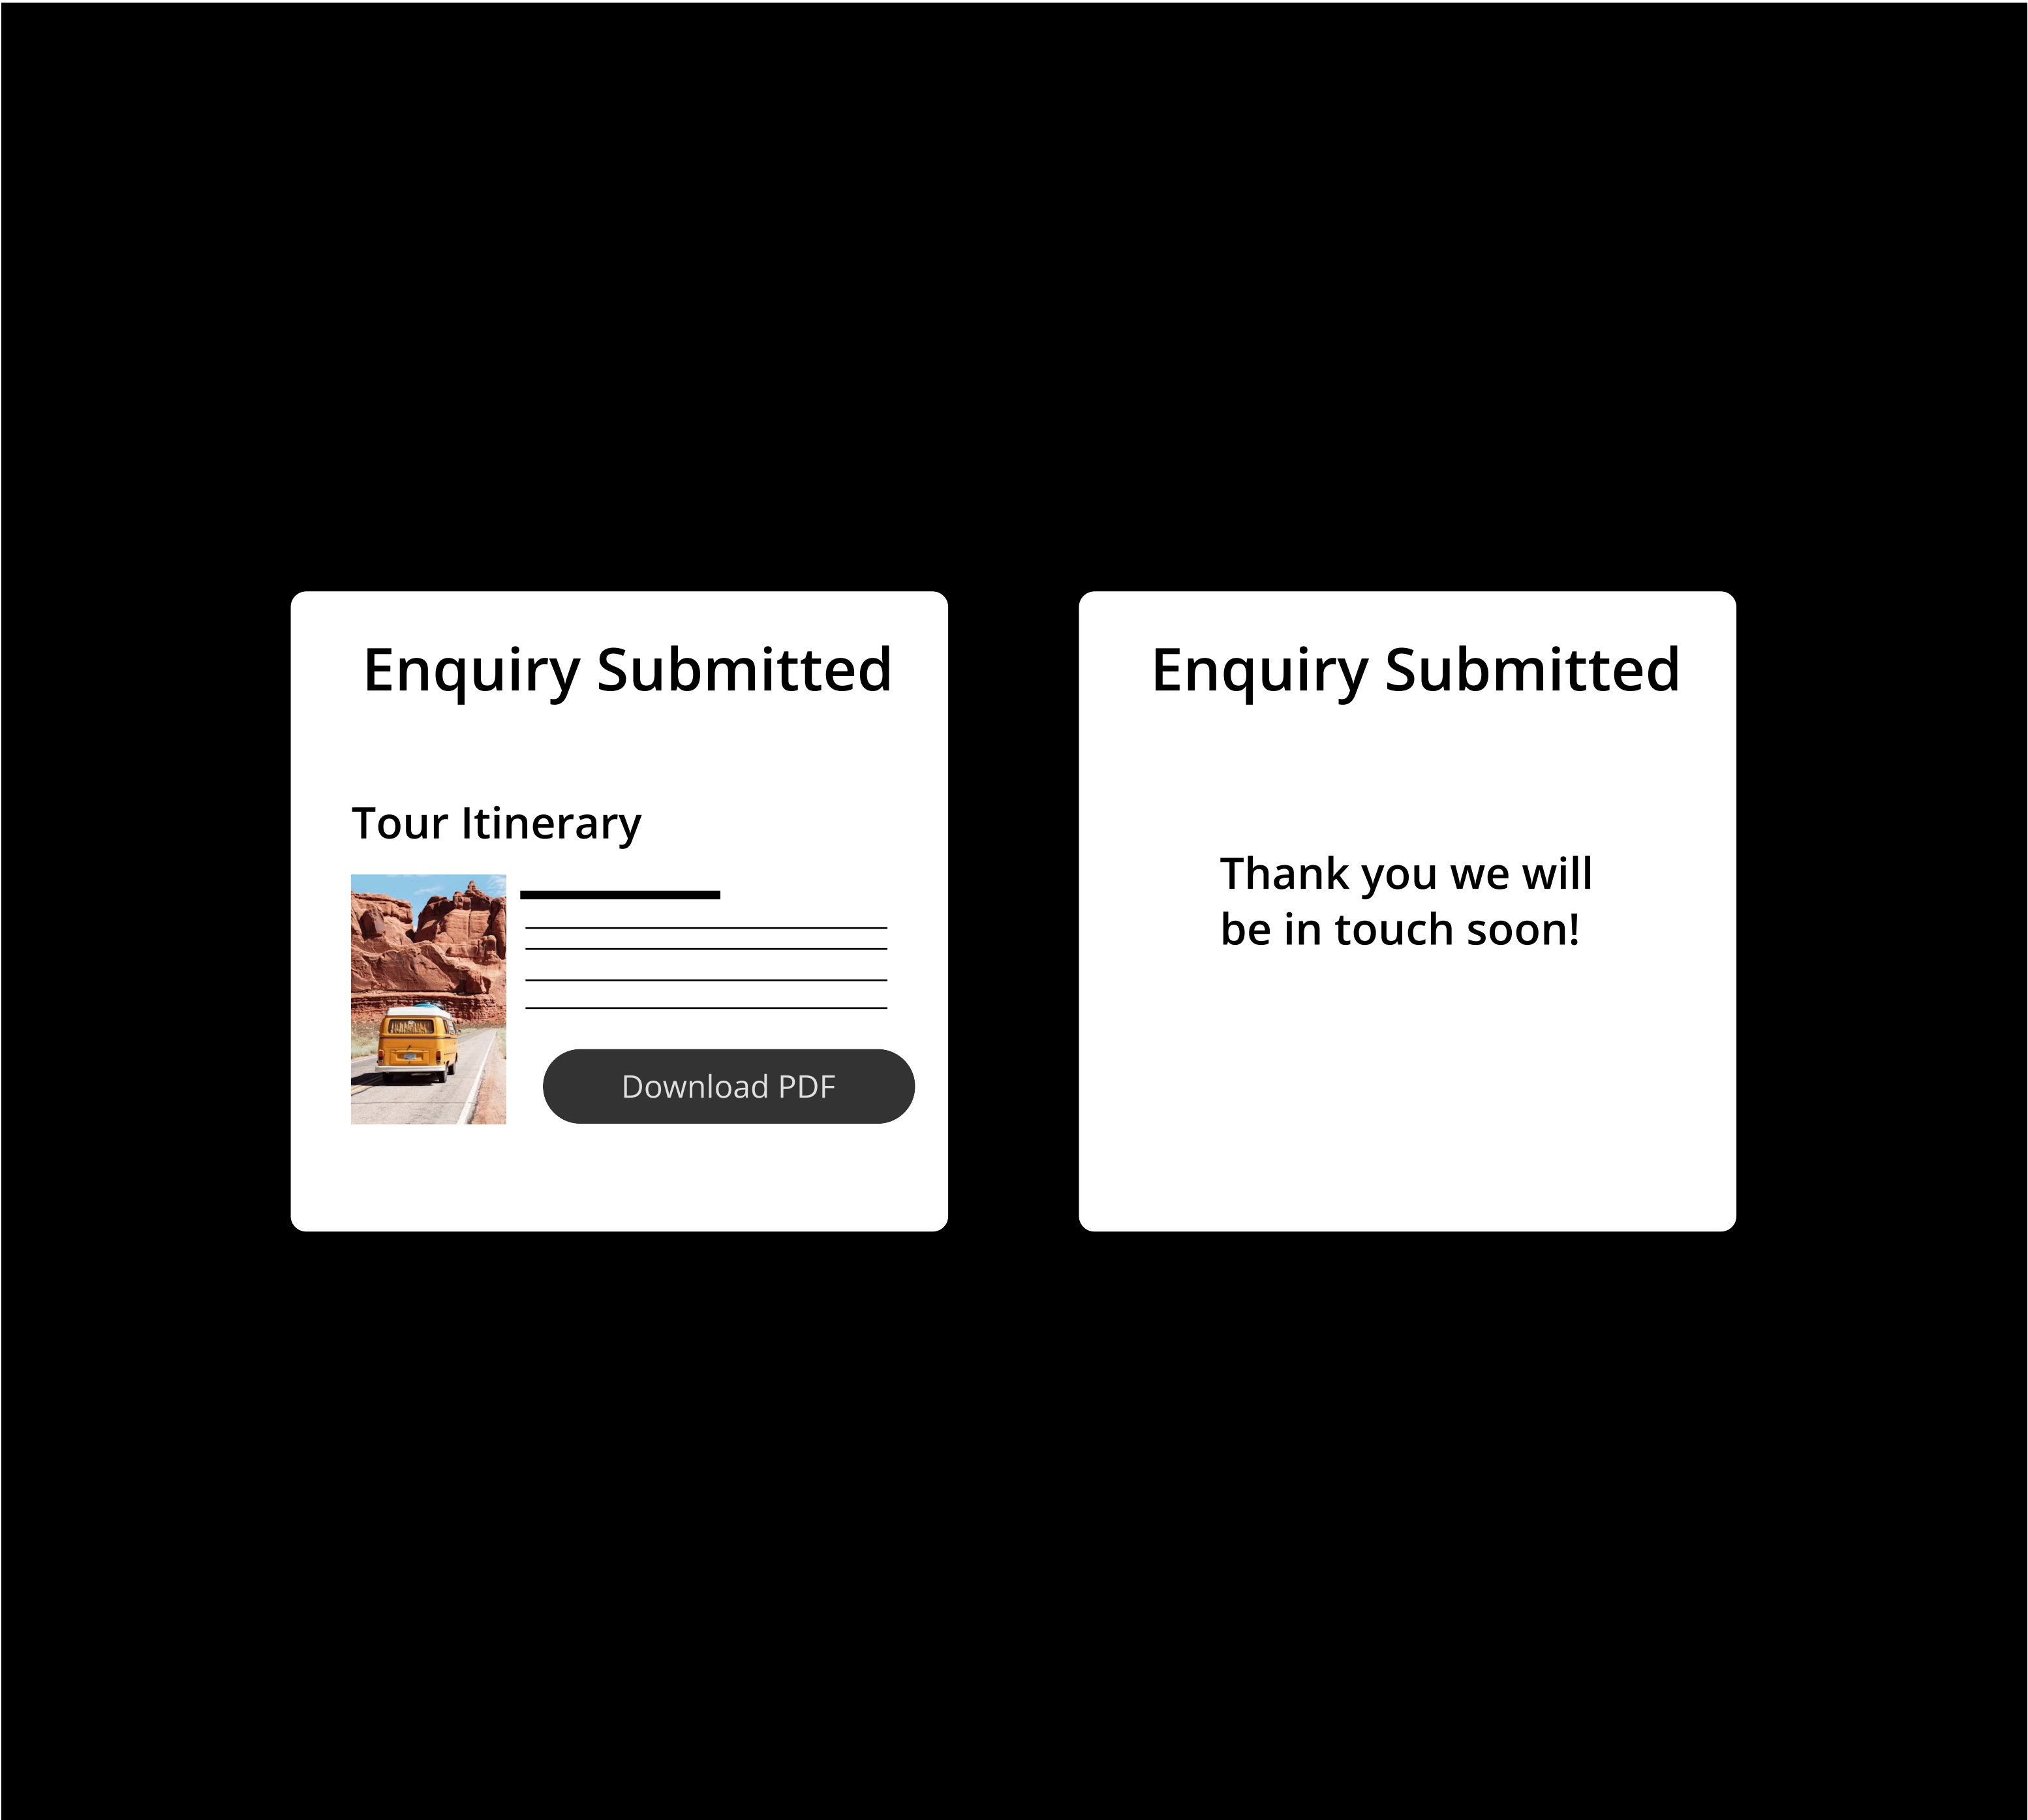 Enquiry Submitted
Tour Itinerary
Download PDF
Enquiry Submitted
Thank you we will
be in touch soon!